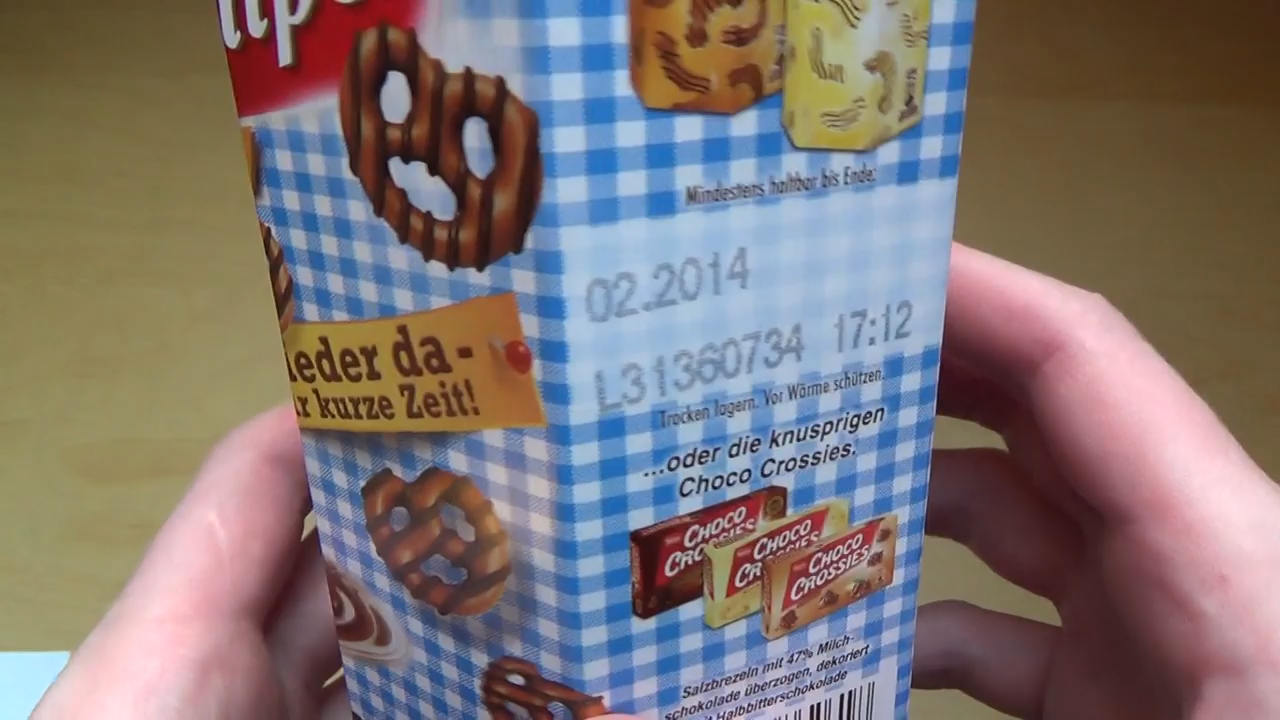 Mindestens haltbar bis Ende:
02.2014
L31360734 17:12
Trocken lagern. Vor Wärme schützen.
da-
kurze Zeit!
...oder die knusprigen
Choco Crossies.
CHOCO
CROSSIES
CHOCO
CHOCO
CROSSIES
Salzbrezeln mit 47% Milch-
schokolade überzogen, dekoriert
Halbbitterschokolade